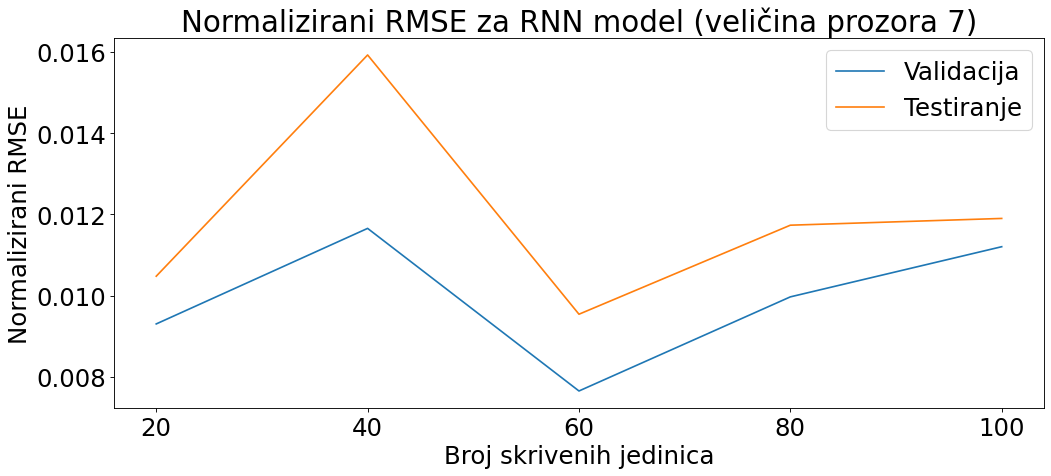 Normalizirani RMSE za RNN model (veličina prozora 7)
Normalizirani RMSE
0.016
0.014
0.012
0.010
0.008
Validacija
Testiranje
20 40 60 80 100
Broj skrivenih jedinica